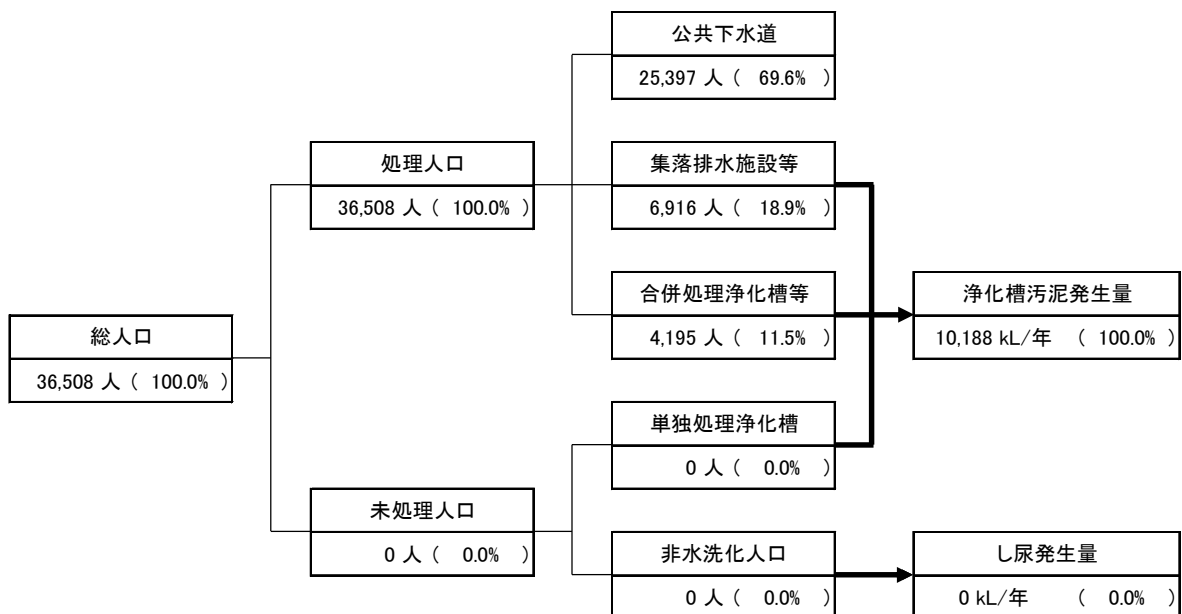 公共下水道
25,397 人 ( 69.6% )
処理人口
36,508 人 ( 100.0% )
集落排水施設等
6,916 人 ( 18.9% )
合併処理浄化槽等
4,195 人 ( 11.5% )
浄化槽汚泥発生量
10,188 kL/年 ( 100.0% )
総人口
36,508 人 ( 100.0% )
単独処理浄化槽
0 人 ( 0.0% )
未処理人口
0 人 ( 0.0% )
非水洗化人口
0 人 ( 0.0% )
し尿発生量
0 kL/年 ( 0.0% )